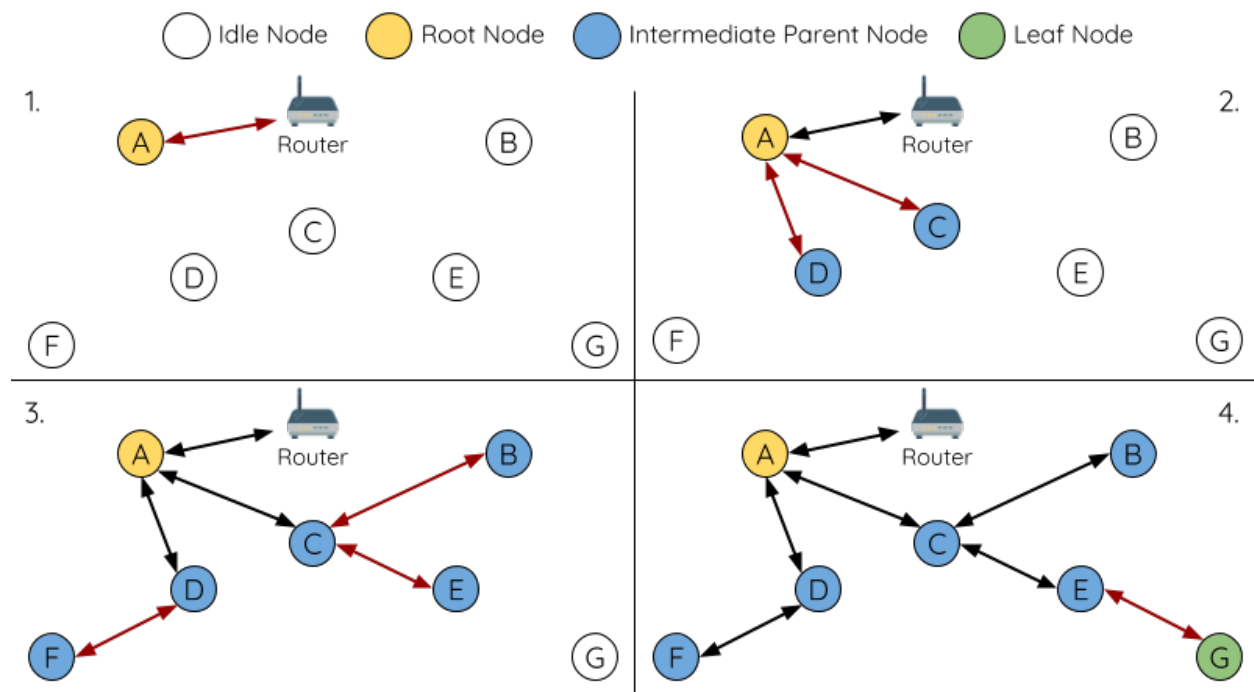 Idle Node
Root Node
Intermediate Parent Node
Leaf Node
1.
A
Router
B
C
D
E
F
G
2.
A
Router
B
C
D
E
F
G
3.
A
Router
B
C
D
E
F
G
4.
A
Router
B
C
D
E
F
G